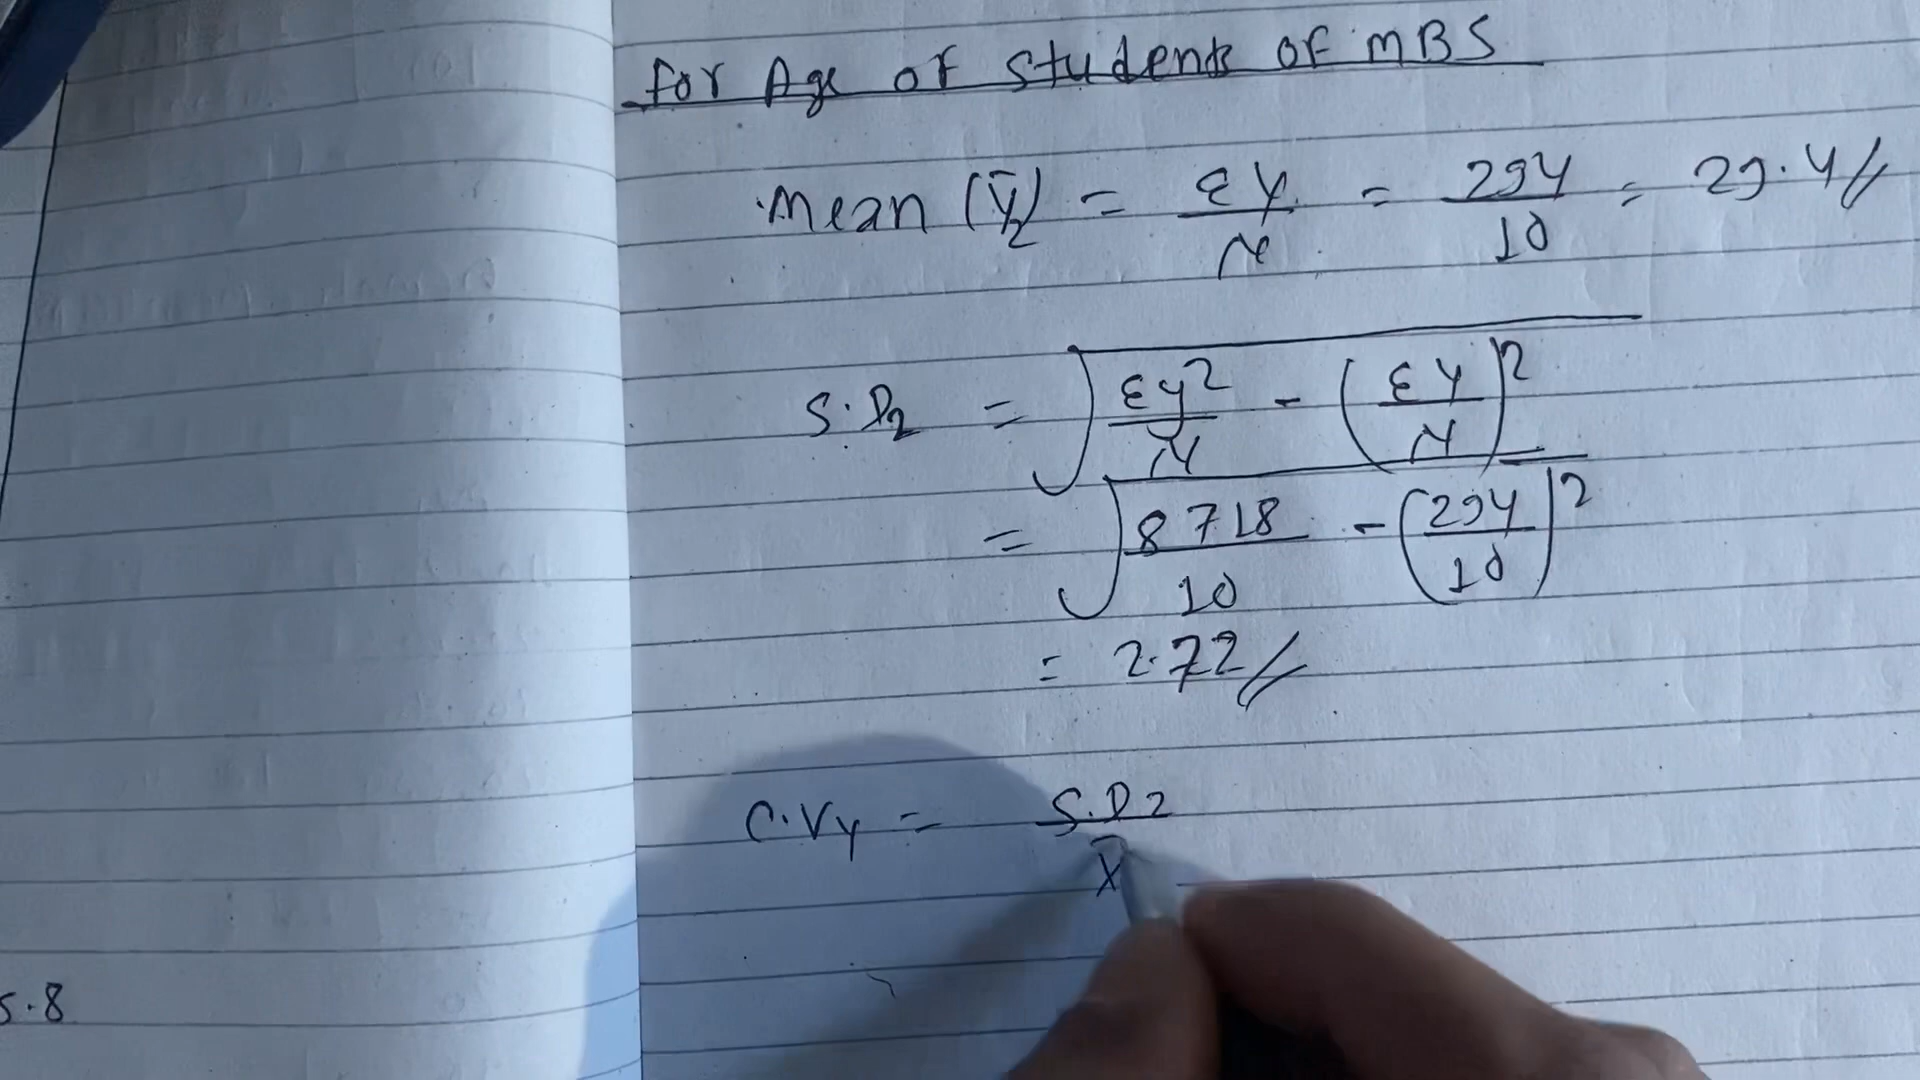 for Age of students of MBS
Mean (Ȳ₂) = ΣY/N = 294/10 = 29.4//
S.D₂ = √(Σy²/N - (ΣY/N)²)
= √(8718/10 - (294/10)²)
= 2.72//
C.Vy = S.D2/X̄
5.8